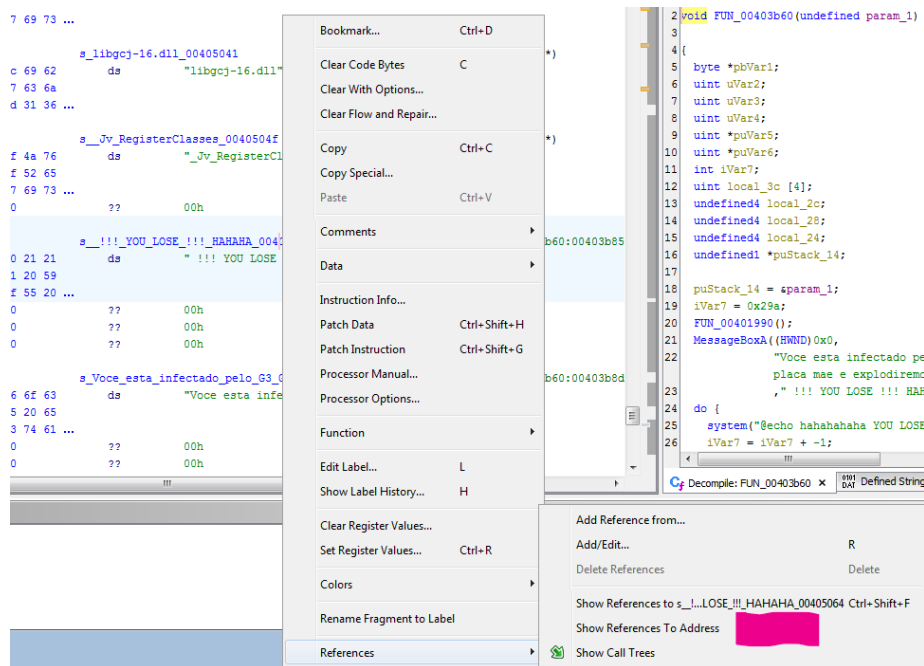 7 69 73 ...
s_libgcj-16.dll_00405041 *)
c 69 62 ds "libgcj-16.dll"
7 63 6a
d 31 36 ...
s__Jv_RegisterClasses_0040504f *)
f 4a 76 ds "_Jv_RegisterCl
f 52 65
7 69 73 ...
0 ?? 00h
s__!!!_YOU_LOSE_!!!_HAHAHA_004 b60:00403b85
0 21 21 ds " !!! YOU LOSE
1 20 59
f 55 20 ...
0 ?? 00h
0 ?? 00h
0 ?? 00h
s_Voce_esta_infectado_pelo_G3_ b60:00403b8d
6 6f 63 ds "Voce esta infe
5 20 65
3 74 61 ...
0 ?? 00h
0 ?? 00h
Bookmark... Ctrl+D
Clear Code Bytes C
Clear With Options...
Clear Flow and Repair...
Copy Ctrl+C
Copy Special...
Paste Ctrl+V
Comments
Data
Instruction Info...
Patch Data Ctrl+Shift+H
Patch Instruction Ctrl+Shift+G
Processor Manual...
Processor Options...
Function
Edit Label... L
Show Label History... H
Clear Register Values...
Set Register Values... Ctrl+R
Colors
Rename Fragment to Label
References
Add Reference from...
Add/Edit... R
Delete References Delete
Show References to s__!...LOSE_!!!_HAHAHA_00405064 Ctrl+Shift+F
Show References To Address
Show Call Trees
2 void FUN_00403b60(undefined param_1)
3
4 {
5 byte *pbVar1;
6 uint uVar2;
7 uint uVar3;
8 uint uVar4;
9 uint *puVar5;
10 uint *puVar6;
11 int iVar7;
12 uint local_3c [4];
13 undefined4 local_2c;
14 undefined4 local_28;
15 undefined4 local_24;
16 undefined1 *puStack_14;
17
18 puStack_14 = &param_1;
19 iVar7 = 0x29a;
20 FUN_00401990();
21 MessageBoxA((HWND)0x0,
22 "Voce esta infectado pe
placa mae e explodiremo
23 ," !!! YOU LOSE !!! HAH
24 do {
25 system("@echo hahahahaha YOU LOSE
26 iVar7 = iVar7 + -1;
Decompile: FUN_00403b60 × Defined String